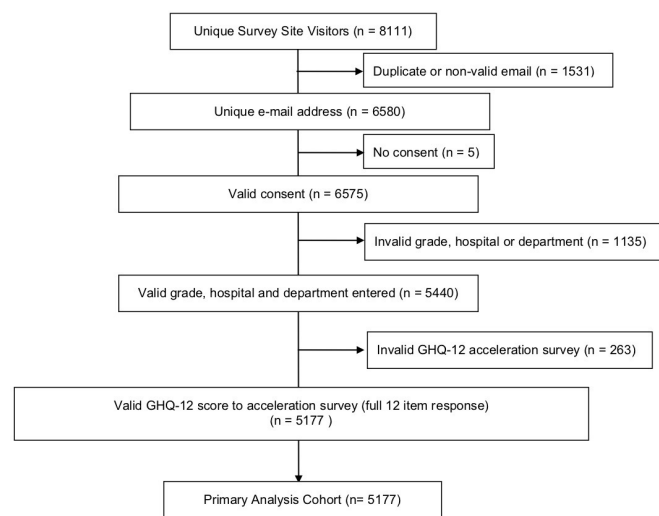 Unique Survey Site Visitors (n = 8111)
Duplicate or non-valid email (n = 1531)
Unique e-mail address (n = 6580)
No consent (n = 5)
Valid consent (n = 6575)
Invalid grade, hospital or department (n = 1135)
Valid grade, hospital and department entered (n = 5440)
Invalid GHQ-12 acceleration survey (n = 263)
Valid GHQ-12 score to acceleration survey (full 12 item response)
(n = 5177 )
Primary Analysis Cohort (n= 5177)